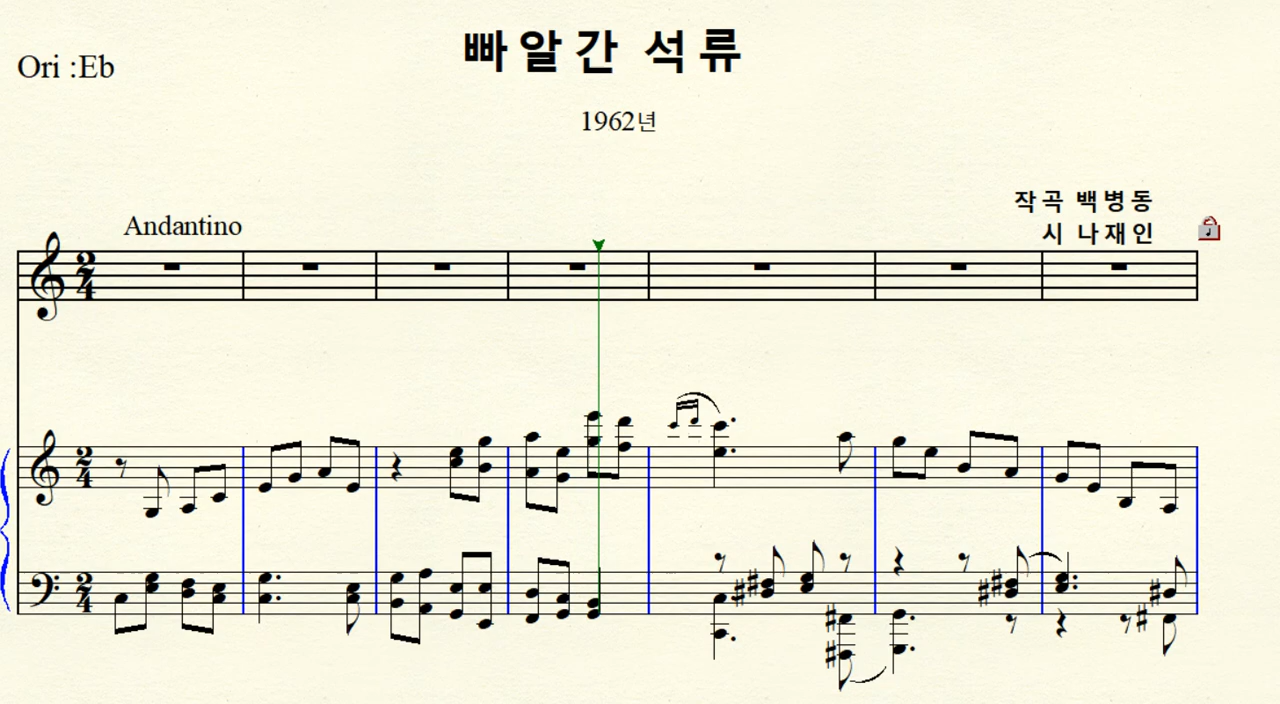 빠알간 석류
Ori :Eb
1962년
작곡 백병동
Andantino
시 나재인